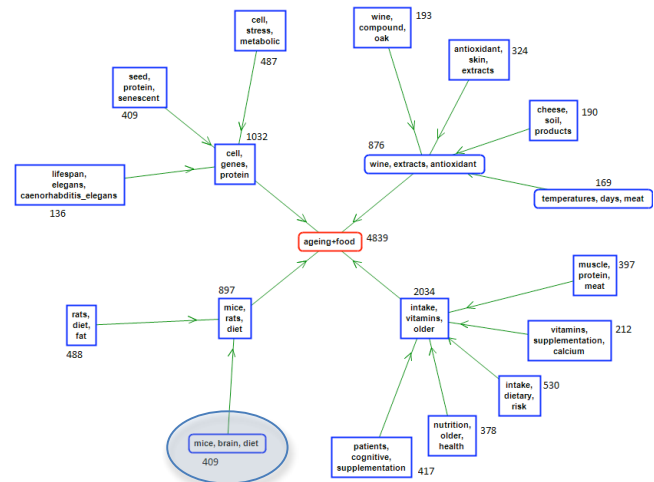 cell,
stress,
metabolic
487
wine,
compound,
oak
193
antioxidant,
skin,
extracts
324
seed,
protein,
senescent
409
cheese,
soil,
products
190
1032
cell,
genes,
protein
876
wine, extracts, antioxidant
lifespan,
elegans,
caenorhabditis_elegans
136
169
temperatures, days, meat
ageing+food
4839
muscle,
protein,
meat
397
897
mice,
rats,
diet
2034
intake,
vitamins,
older
rats,
diet,
fat
488
vitamins,
supplementation,
calcium
212
intake,
dietary,
risk
530
nutrition,
older,
health
378
mice, brain, diet
409
patients,
cognitive,
supplementation
417